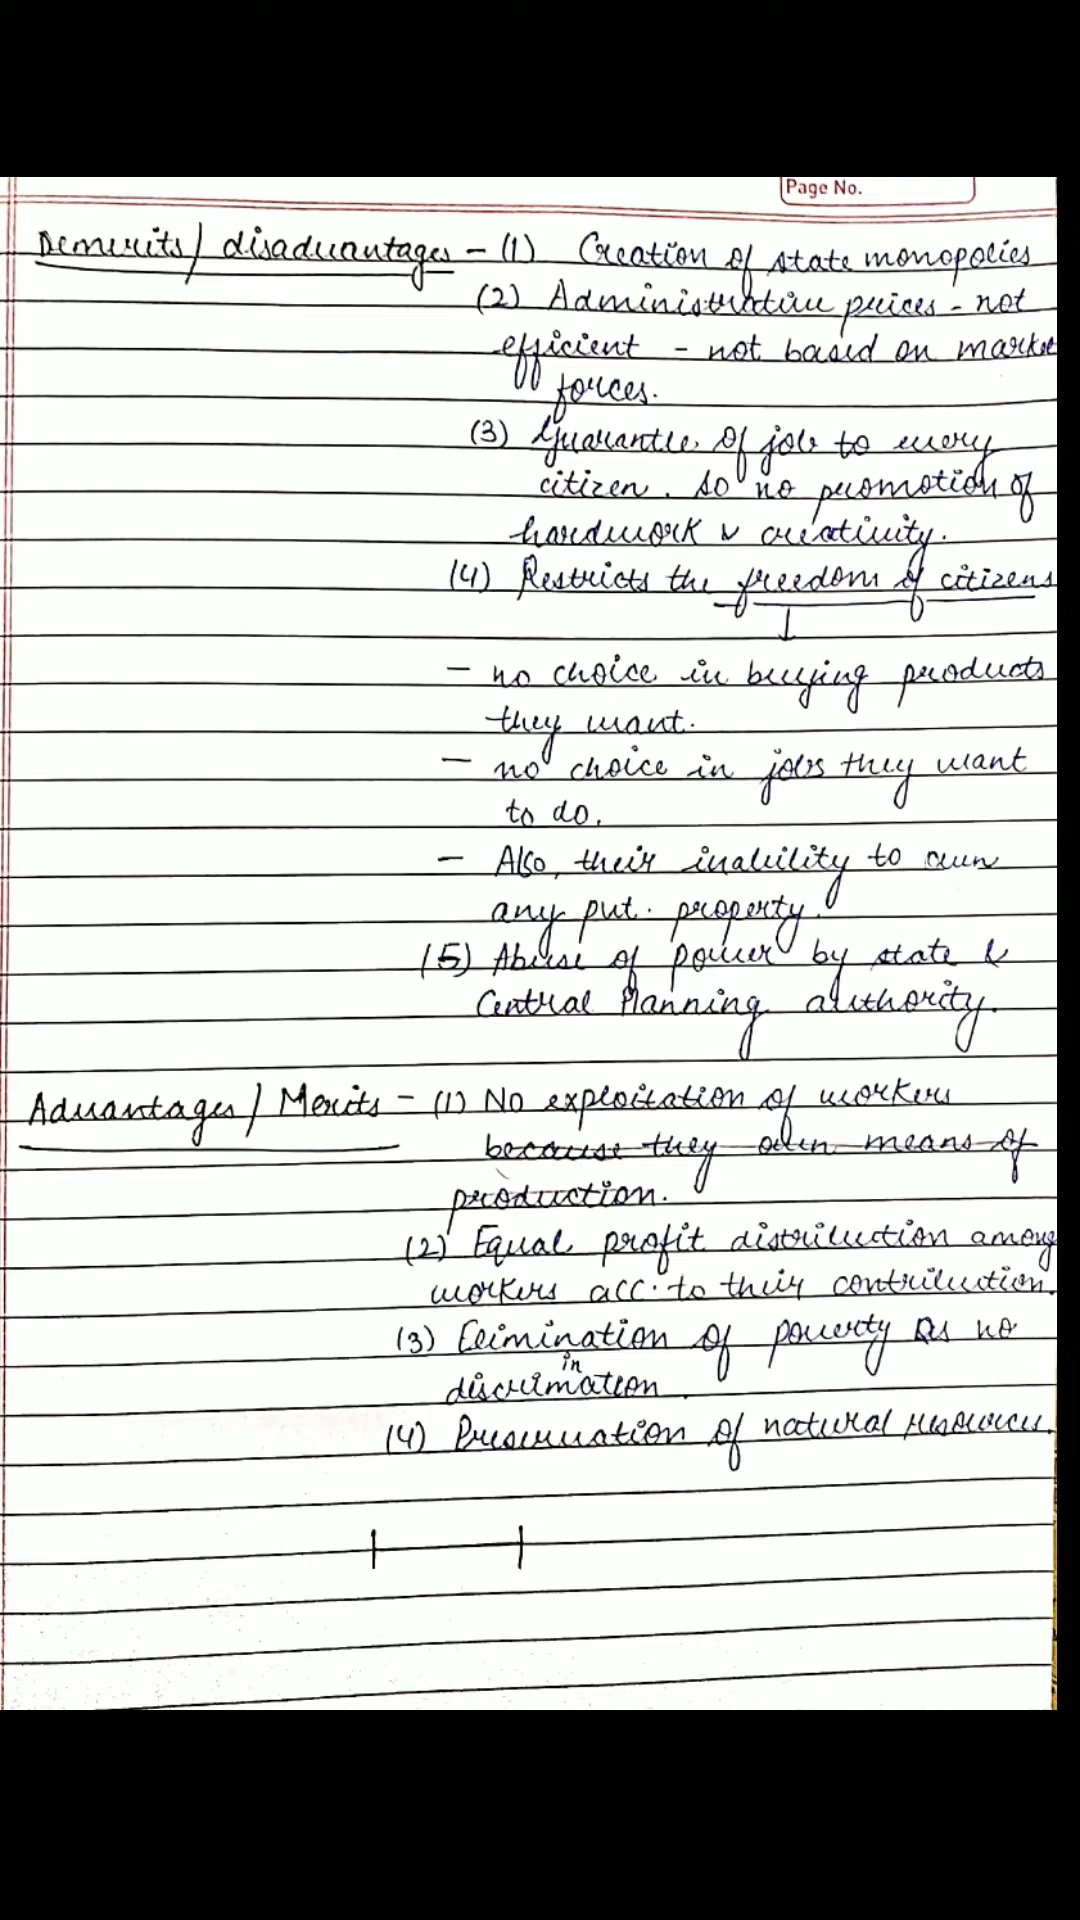 Page No.
Demerits/ disadvantages - (1) Creation of state monopolies
(2) Administrative prices - not
efficient - not based on market
forces.
(3) Guarantee of job to every
citizen. So no promotion of
hardwork & creativity.
(4) Restricts the freedom of citizens
↓
- no choice in buying products
they want.
- no choice in jobs they want
to do.
- Also, their inability to own
any pvt. property.
(5) Abuse of power by state &
Central Planning authority.
Advantages/ Merits - (1) No exploitation of workers
because they own means of
production.
(2) Equal profit distribution among
workers acc. to their contribution.
(3) Elimination of poverty as no
in
discrimation.
(4) Preservation of natural resources.